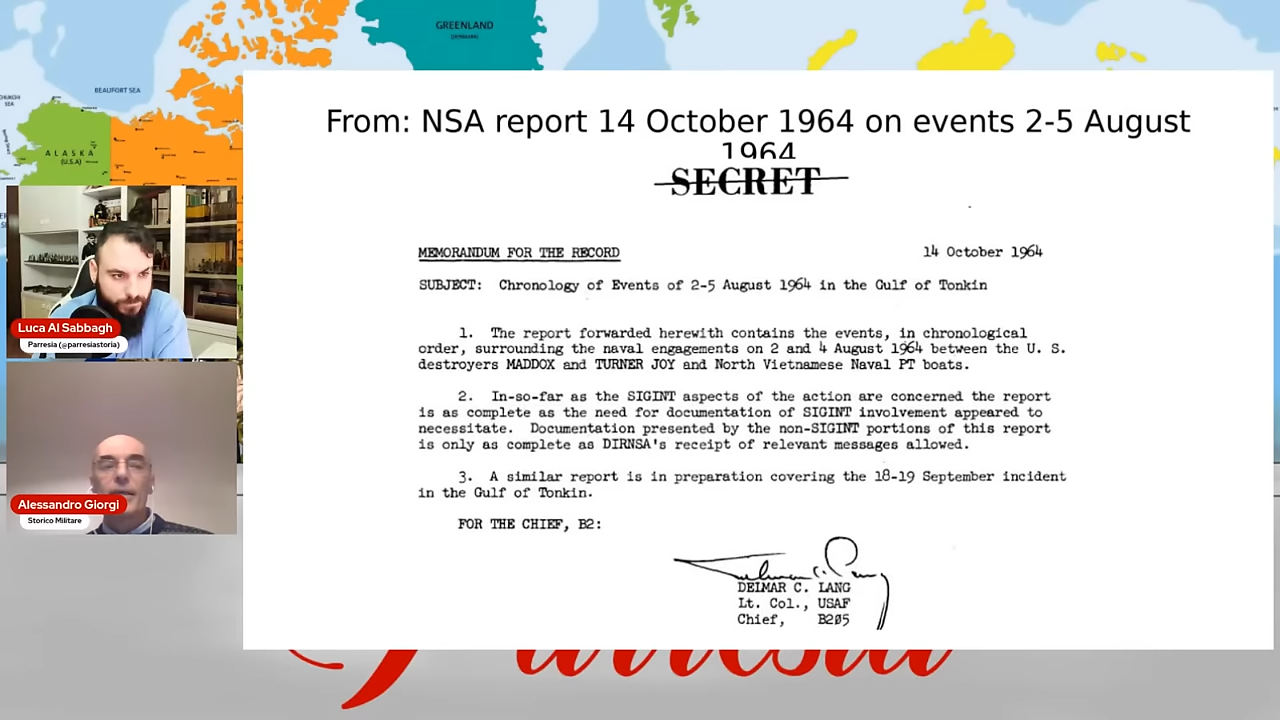 GREENLAND
(DENMARK)
BEAUFORT SEA
SEA
ALASKA
(U.S.A)
From: NSA report 14 October 1964 on events 2-5 August
1964
SECRET
MEMORANDUM FOR THE RECORD 14 October 1964
SUBJECT: Chronology of Events of 2-5 August 1964 in the Gulf of Tonkin
1. The report forwarded herewith contains the events, in chronological
order, surrounding the naval engagements on 2 and 4 August 1964 between the U. S.
destroyers MADDOX and TURNER JOY and North Vietnamese Naval PT boats.
2. In-so-far as the SIGINT aspects of the action are concerned the report
is as complete as the need for documentation of SIGINT involvement appeared to
necessitate. Documentation presented by the non-SIGINT portions of this report
is only as complete as DIRNSA's receipt of relevant messages allowed.
3. A similar report is in preparation covering the 18-19 September incident
in the Gulf of Tonkin.
FOR THE CHIEF, B2:
DELMAR C. LANG
Lt. Col., USAF
Chief, B205
Luca Al Sabbagh
Parresia (@parresiastoria)
Alessandro Giorgi
Storico Militare
Parresia